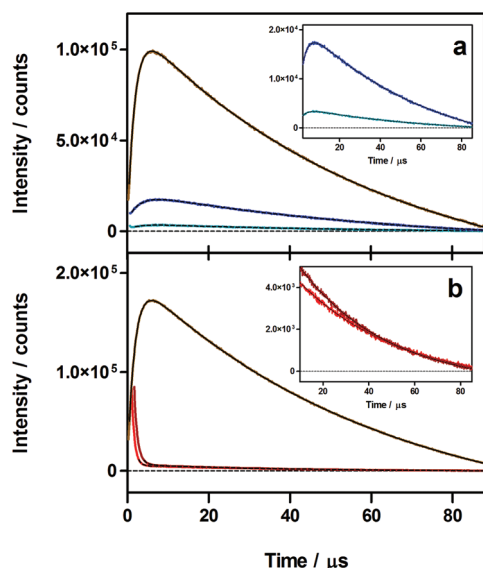 a
Intensity / counts
1.0×10⁵
5.0×10⁴
0
2.0×10⁴
1.0×10⁴
0
20 40 60 80
Time / μs
b
Intensity / counts
2.0×10⁵
1.0×10⁵
0
4.0×10³
2.0×10³
0
20 40 60 80
Time / μs
0 20 40 60 80
Time / μs